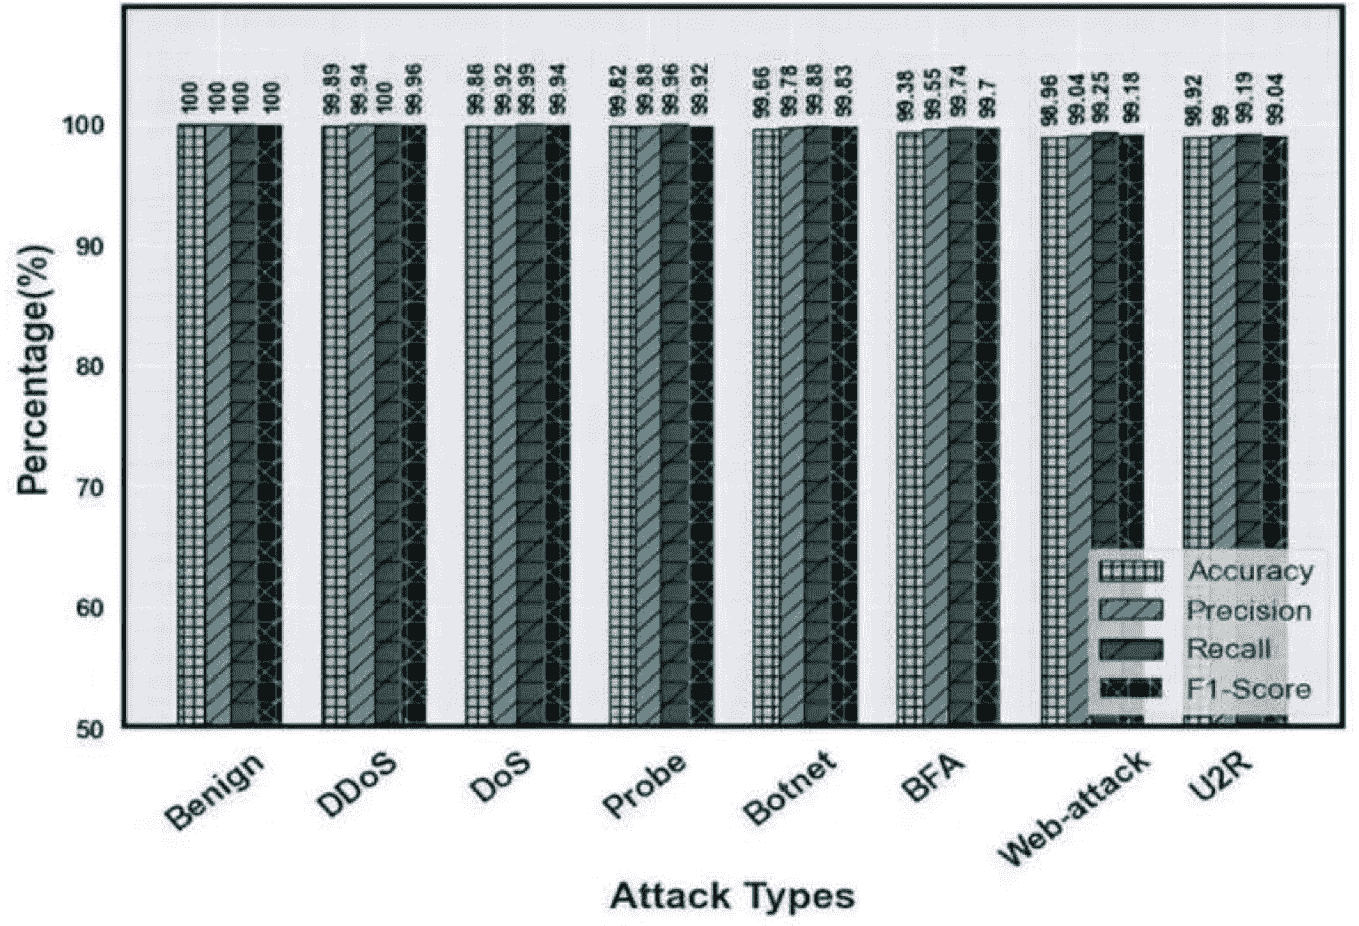 100 100 100 100 99.89 99.94 100 99.96 99.86 99.92 99.99 99.94 99.82 99.88 99.96 99.92 99.66 99.78 99.88 99.83 99.38 99.55 99.74 99.7 98.96 99.04 99.25 99.18 98.92 99 99.19 99.04
100
90
80
70
60
50
Percentage(%)
Accuracy
Precision
Recall
F1-Score
Benign DDoS DoS Probe Botnet BFA Web-attack U2R
Attack Types